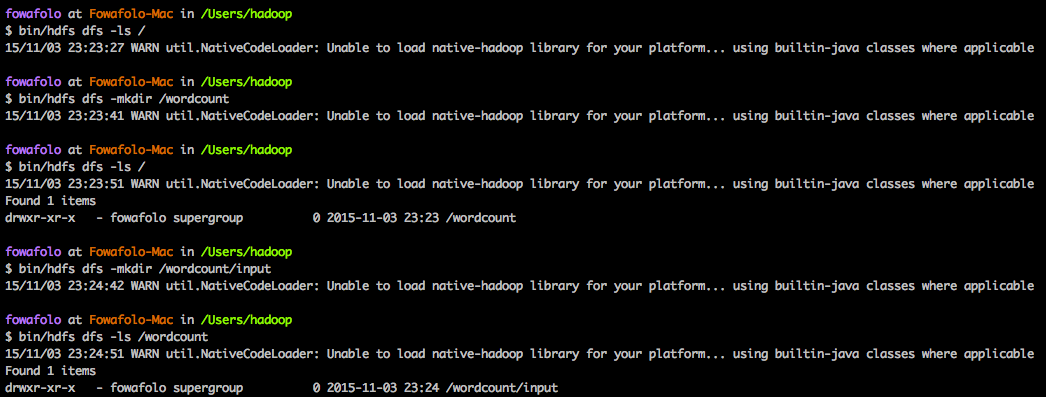 fowafolo at Fowafolo-Mac in /Users/hadoop
$ bin/hdfs dfs -ls /
15/11/03 23:23:27 WARN util.NativeCodeLoader: Unable to load native-hadoop library for your platform... using builtin-java classes where applicable
fowafolo at Fowafolo-Mac in /Users/hadoop
$ bin/hdfs dfs -mkdir /wordcount
15/11/03 23:23:41 WARN util.NativeCodeLoader: Unable to load native-hadoop library for your platform... using builtin-java classes where applicable
fowafolo at Fowafolo-Mac in /Users/hadoop
$ bin/hdfs dfs -ls /
15/11/03 23:23:51 WARN util.NativeCodeLoader: Unable to load native-hadoop library for your platform... using builtin-java classes where applicable
Found 1 items
drwxr-xr-x   - fowafolo supergroup          0 2015-11-03 23:23 /wordcount
fowafolo at Fowafolo-Mac in /Users/hadoop
$ bin/hdfs dfs -mkdir /wordcount/input
15/11/03 23:24:42 WARN util.NativeCodeLoader: Unable to load native-hadoop library for your platform... using builtin-java classes where applicable
fowafolo at Fowafolo-Mac in /Users/hadoop
$ bin/hdfs dfs -ls /wordcount
15/11/03 23:24:51 WARN util.NativeCodeLoader: Unable to load native-hadoop library for your platform... using builtin-java classes where applicable
Found 1 items
drwxr-xr-x   - fowafolo supergroup          0 2015-11-03 23:24 /wordcount/input